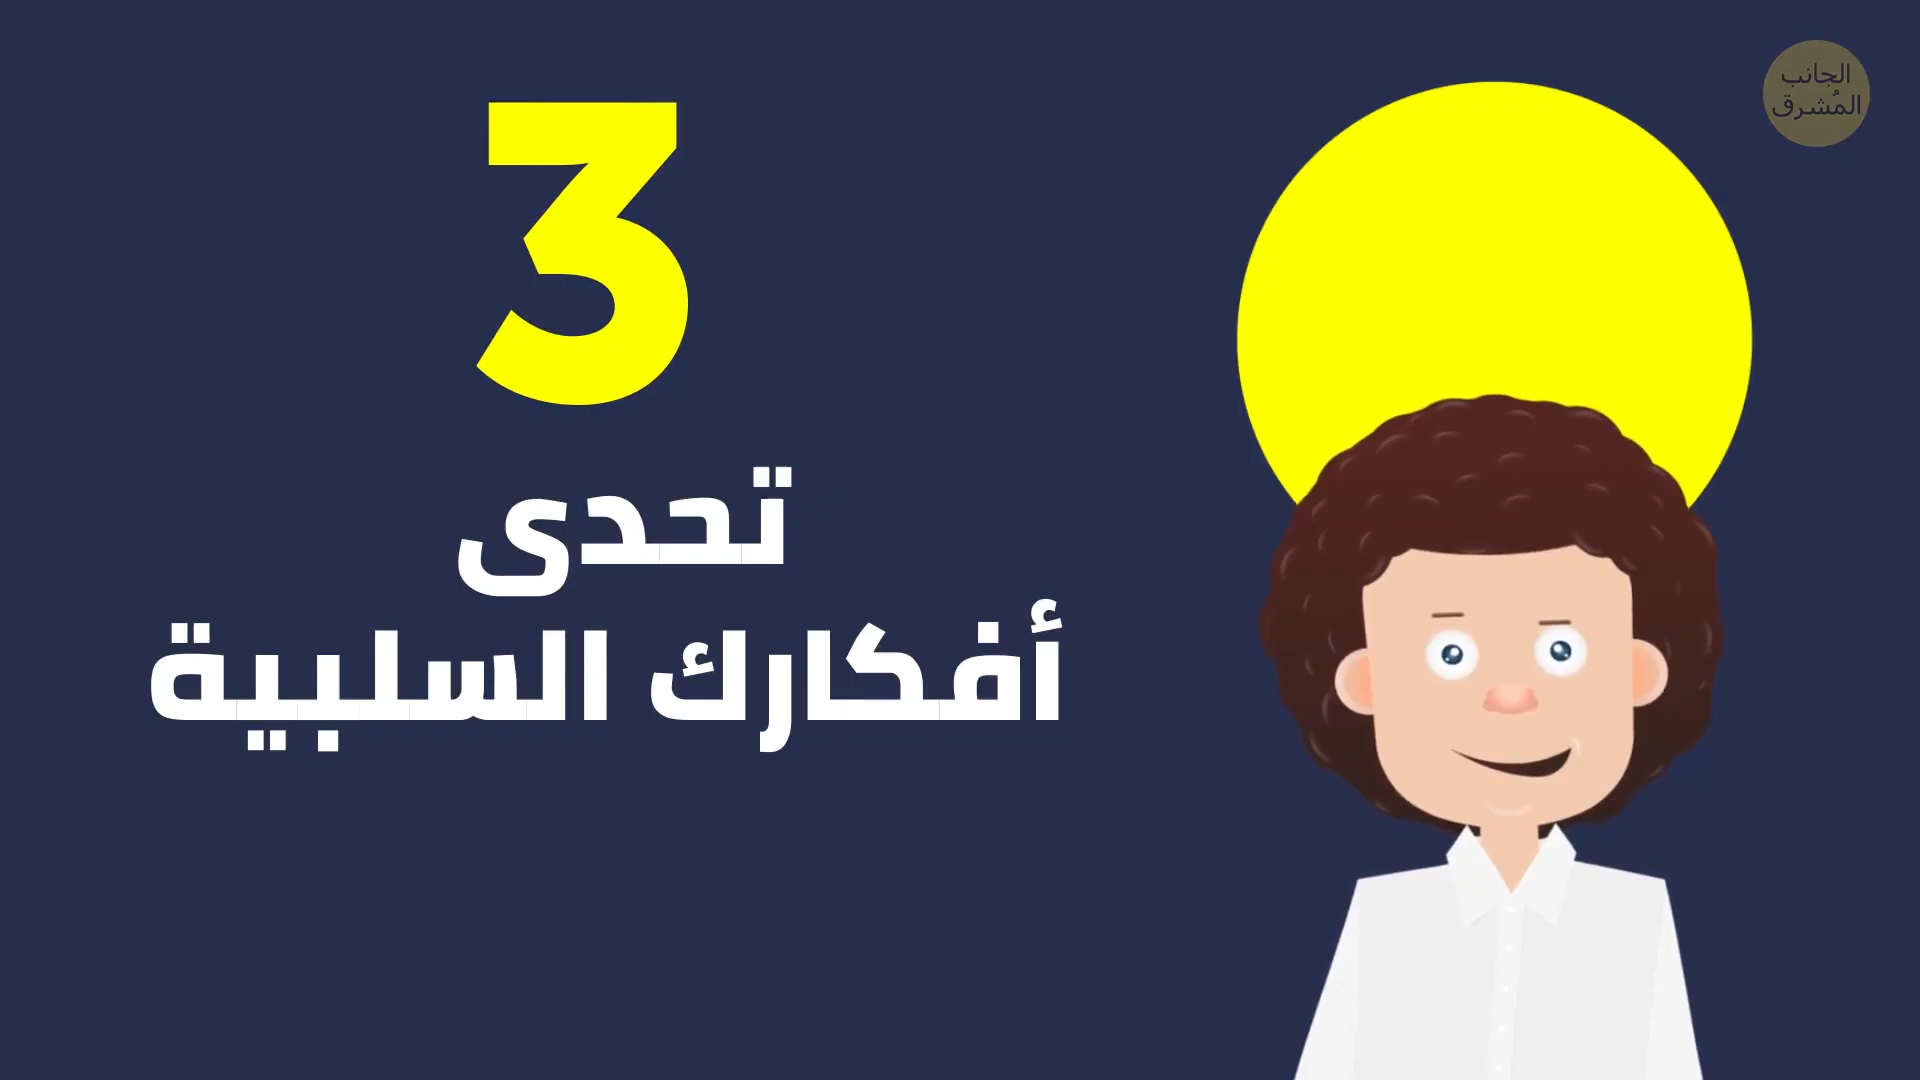 الجانب
المُشرق
3
تحدى
أفكارك السلبية